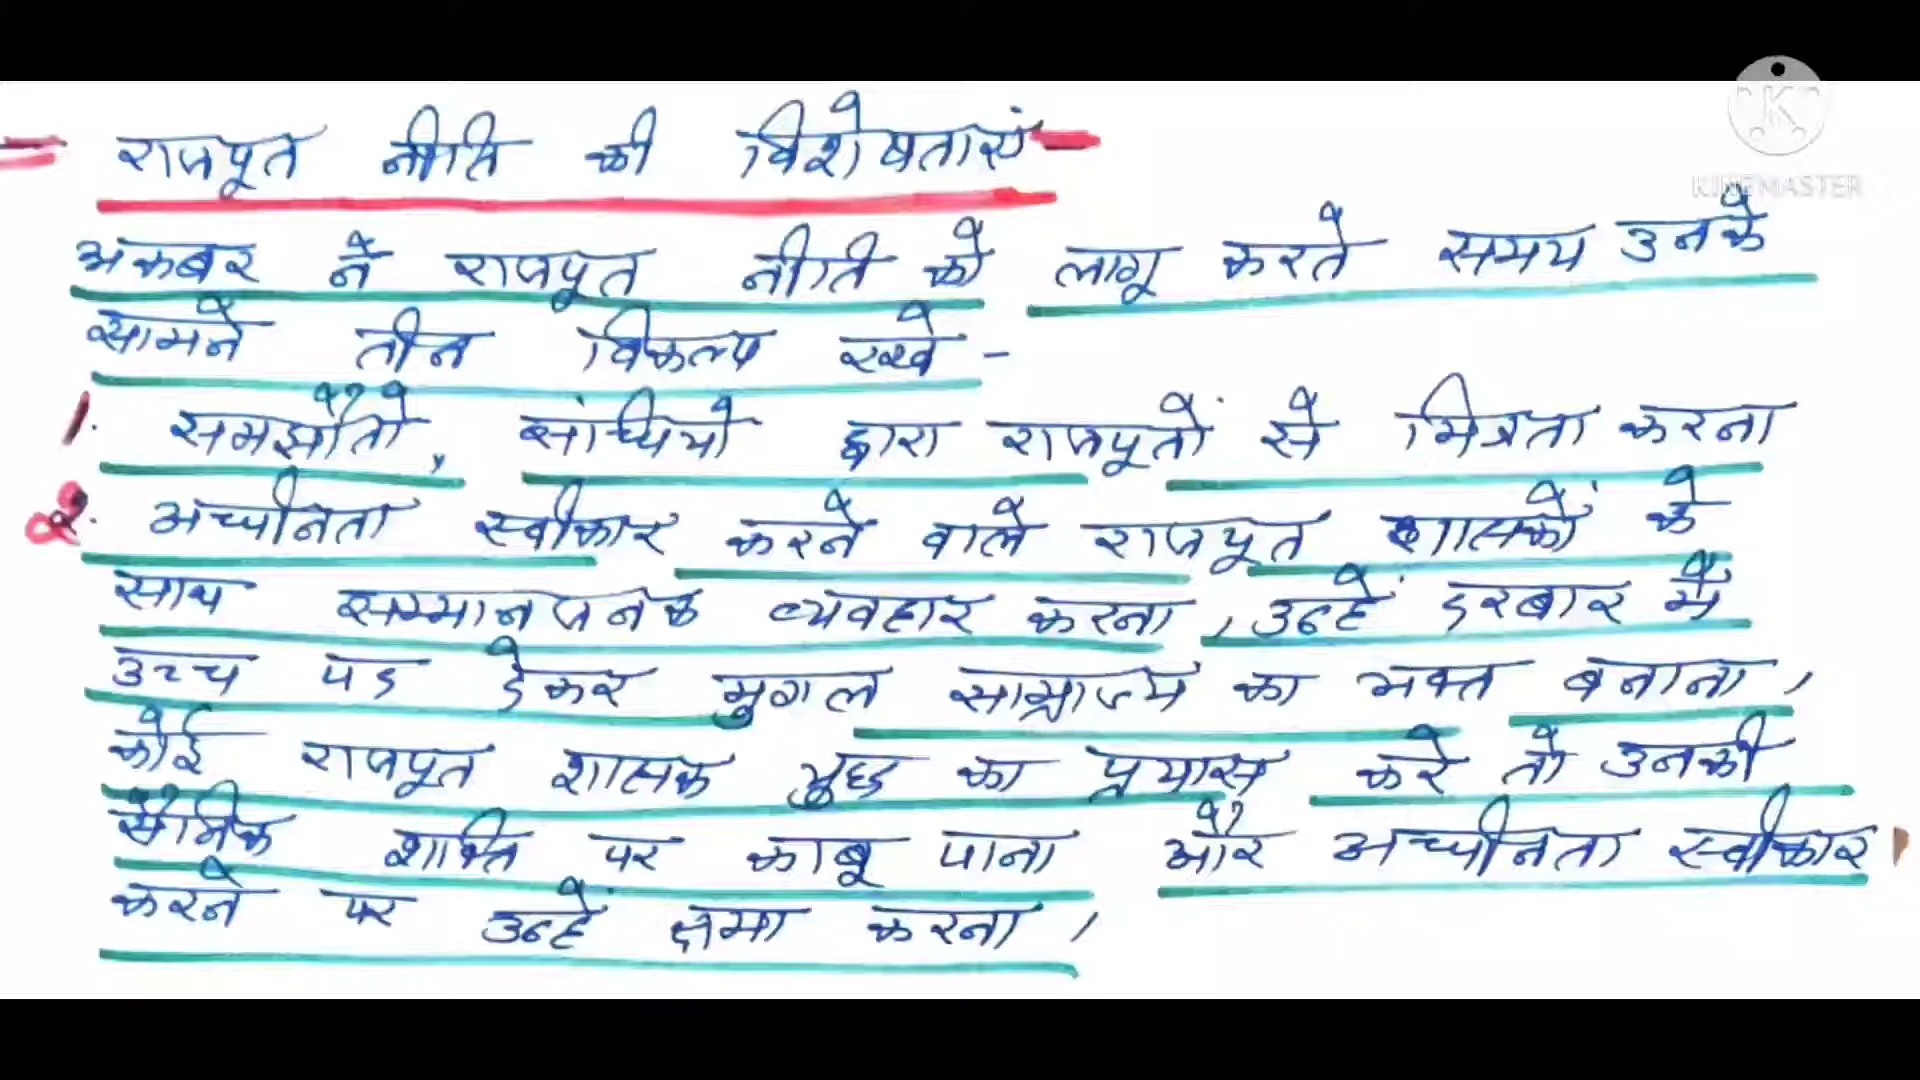 राजपूत नीति की विशेषताएं
KINEMASTER
अकबर ने राजपूत नीति को लागू करते समय उनके
सामने तीन विकल्प रखे -
1. समझौतो, संधियो द्वारा राजपूतों से मित्रता करना
2. अधीनता स्वीकार करने वाले राजपूत शासकों के
साथ सम्मानजनक व्यवहार करना, उन्हें दरबार में
उच्च पद देकर मुगल साम्राज्य का भक्त बनाना,
कोई राजपूत शासक युद्ध का प्रयास करे तो उनकी
सैनिक शक्ति पर काबू पाना और अधीनता स्वीकार
करने पर उन्हें क्षमा करना,